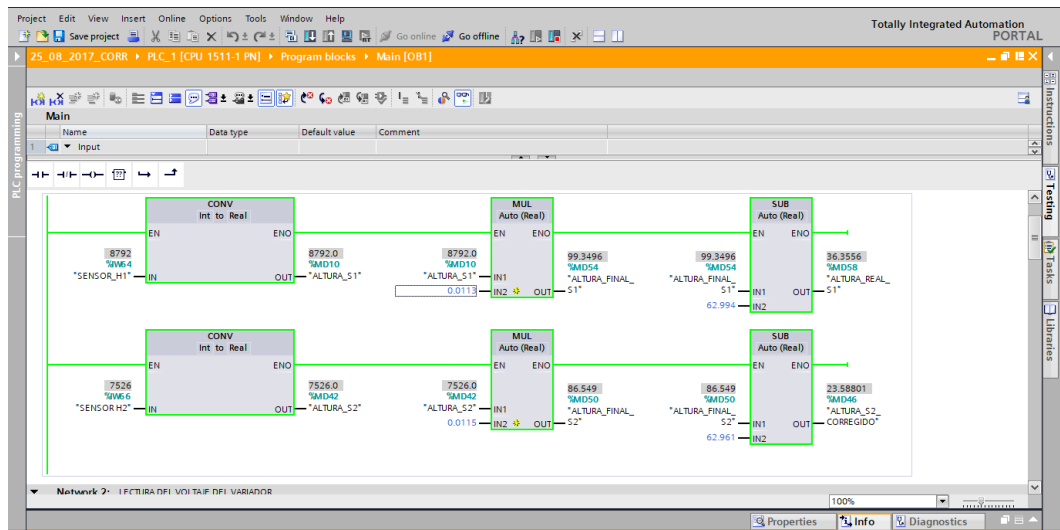 Project Edit View Insert Online Options Tools Window Help
Totally Integrated Automation
PORTAL
Save project
Go online
Go offline
25_08_2017_CORR
PLC_1 [CPU 1511-1 PN]
Program blocks
Main [OB1]
Main
Name Data type Default value Comment
1 Input
CONV
Int to Real
EN ENO
8792
%IW64
"SENSOR_H1" IN
OUT
8792.0
%MD10
"ALTURA_S1"
MUL
Auto (Real)
EN ENO
8792.0
%MD10
"ALTURA_S1" IN1
0.0113 IN2
OUT
99.3496
%MD54
"ALTURA_FINAL_
S1"
SUB
Auto (Real)
EN ENO
99.3496
%MD54
"ALTURA_FINAL_
S1" IN1
62.994 IN2
OUT
36.3556
%MD58
"ALTURA_REAL_
S1"
CONV
Int to Real
EN ENO
7526
%IW66
"SENSOR H2" IN
OUT
7526.0
%MD42
"ALTURA_S2"
MUL
Auto (Real)
EN ENO
7526.0
%MD42
"ALTURA_S2" IN1
0.0115 IN2
OUT
86.549
%MD50
"ALTURA_FINAL_
S2"
SUB
Auto (Real)
EN ENO
86.549
%MD50
"ALTURA_FINAL_
S2" IN1
62.961 IN2
OUT
23.58801
%MD46
"ALTURA_S2_
CORREGIDO"
Network 2: LECTURA DEL VOLTAJE DEL VARIADOR
100%
Properties
Info
Diagnostics
PLC programming
Instructions
Testing
Tasks
Libraries